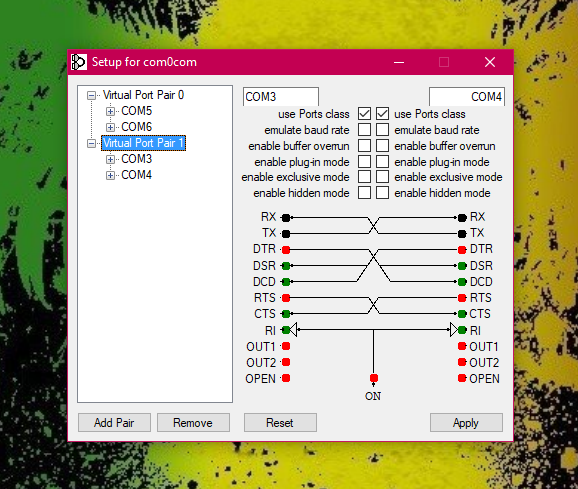 Setup for com0com
Virtual Port Pair 0
COM5
COM6
Virtual Port Pair 1
COM3
COM4
COM3 COM4
use Ports class use Ports class
emulate baud rate emulate baud rate
enable buffer overrun enable buffer overrun
enable plug-in mode enable plug-in mode
enable exclusive mode enable exclusive mode
enable hidden mode enable hidden mode
RX RX
TX TX
DTR DTR
DSR DSR
DCD DCD
RTS RTS
CTS CTS
RI RI
OUT1 OUT1
OUT2 OUT2
OPEN OPEN
ON
Add Pair Remove Reset Apply